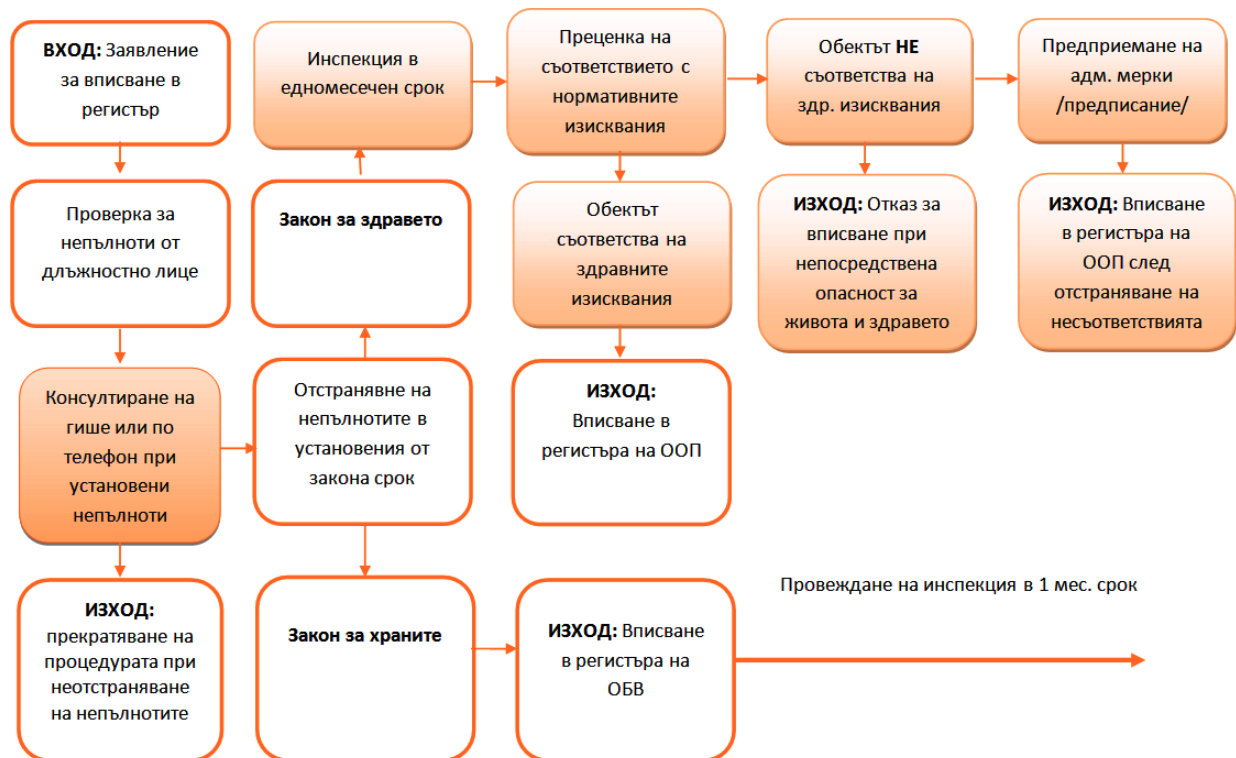 ВХОД: Заявление
за вписване в
регистър
Инспекция в
едномесечен срок
Преценка на
съответствието с
нормативните
изисквания
Обектът НЕ
съответства на
здр. изисквания
Предприемане на
адм. мерки
/предписание/
Проверка за
непълноти от
длъжностно лице
Закон за здравето
Обектът
съответства на
здравните
изисквания
ИЗХОД: Отказ за
вписване при
непосредствена
опасност за
живота и здравето
ИЗХОД: Вписване
в регистъра на
ООП след
отстраняване на
несъответствията
Консултиране на
гише или по
телефон при
установени
непълноти
Отстранявне на
непълнотите в
установения от
закона срок
ИЗХОД:
Вписване в
регистъра на ООП
ИЗХОД:
прекратяване на
процедурата при
неотстраняване
на непълнотите
Закон за храните
ИЗХОД: Вписване
в регистъра на
ОБВ
Провеждане на инспекция в 1 мес. срок